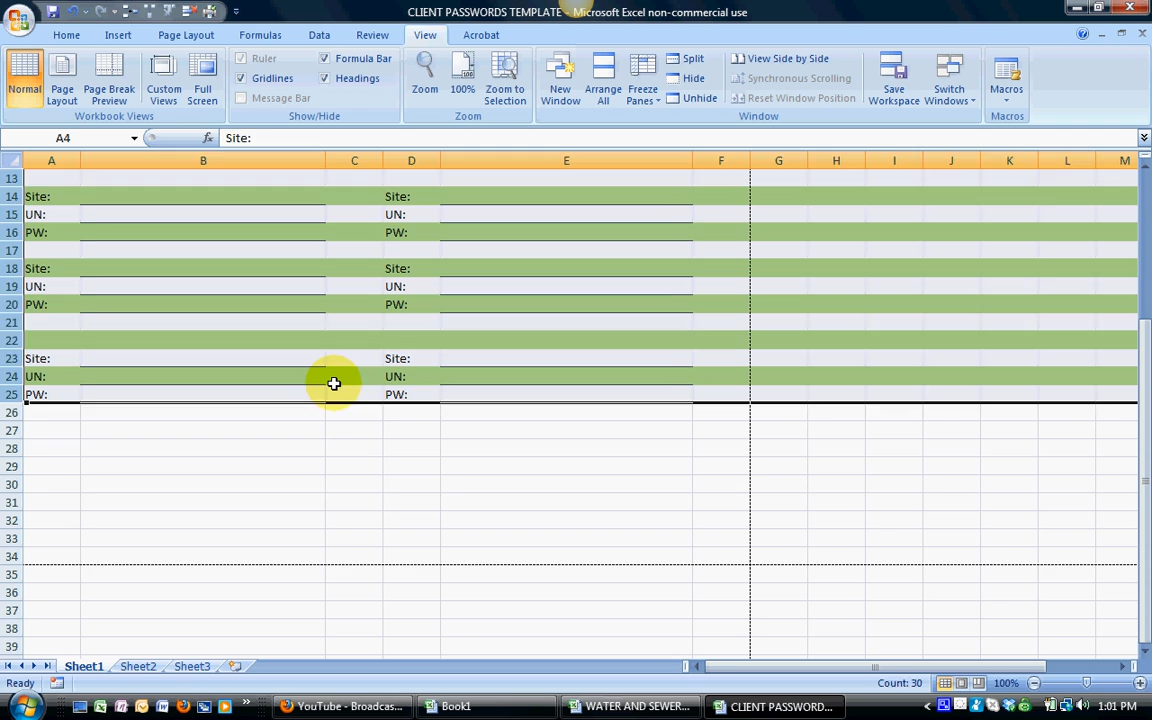 CLIENT PASSWORDS TEMPLATE - Microsoft Excel non-commercial use
Home Insert Page Layout Formulas Data Review View Acrobat
Normal
Page Layout
Page Break Preview
Custom Views
Full Screen
Workbook Views
Ruler
Formula Bar
Gridlines
Headings
Message Bar
Show/Hide
Zoom
100%
Zoom to Selection
Zoom
New Window
Arrange All
Freeze Panes
Split
Hide
Unhide
View Side by Side
Synchronous Scrolling
Reset Window Position
Save Workspace
Switch Windows
Window
Macros
Macros
A4 fx Site:
A B C D E F G H I J K L M
13
14 Site: Site:
15 UN: UN:
16 PW: PW:
17
18 Site: Site:
19 UN: UN:
20 PW: PW:
21
22
23 Site: Site:
24 UN: UN:
25 PW: PW:
26
27
28
29
30
31
32
33
34
35
36
37
38
39
Sheet1 Sheet2 Sheet3
Ready Count: 30 100%
YouTube - Broadcas... Book1 WATER AND SEWER... CLIENT PASSWORD... 1:01 PM